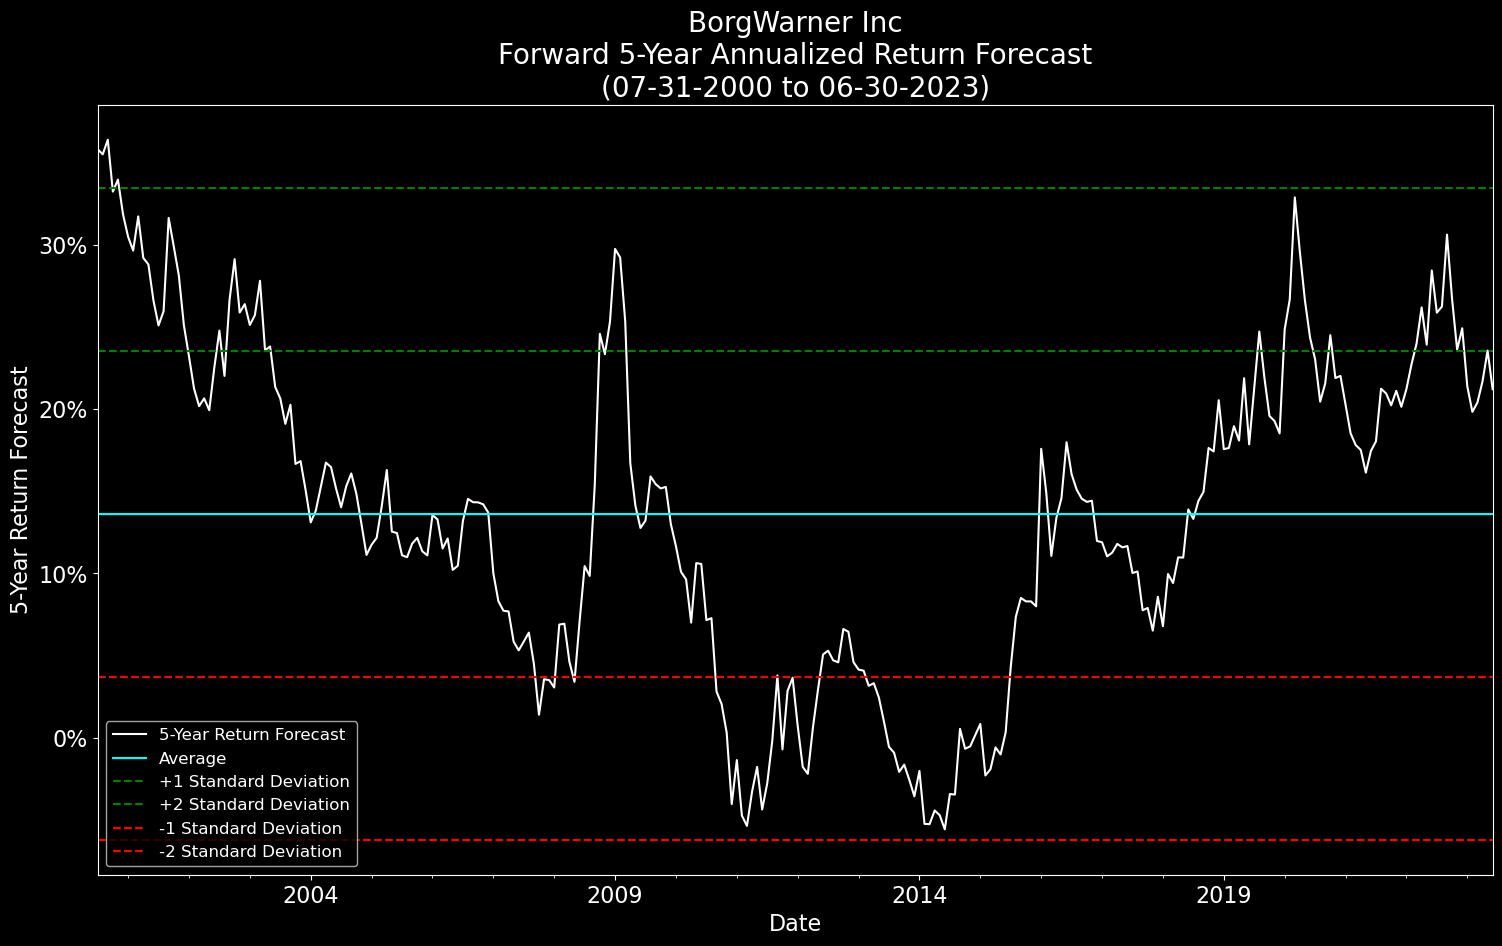 BorgWarner Inc
Forward 5-Year Annualized Return Forecast
(07-31-2000 to 06-30-2023)
5-Year Return Forecast
30%
20%
10%
0%
5-Year Return Forecast
Average
+1 Standard Deviation
+2 Standard Deviation
-1 Standard Deviation
-2 Standard Deviation
2004
2009
2014
2019
Date